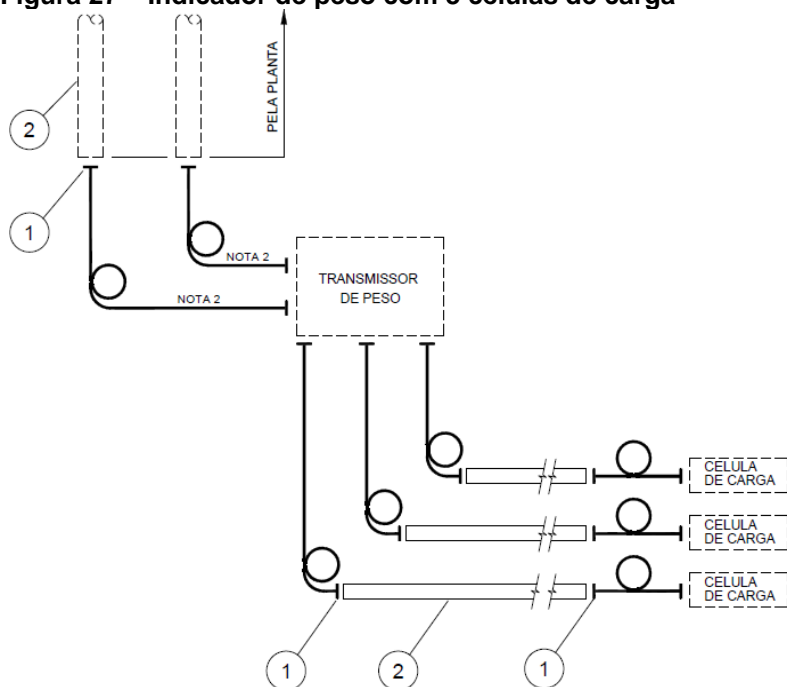 Figura 27 – Indicador de peso com 3 células de carga
2
PELA PLANTA
1
NOTA 2
NOTA 2
TRANSMISSOR
DE PESO
CELULA
DE CARGA
CELULA
DE CARGA
CELULA
DE CARGA
1
2
1